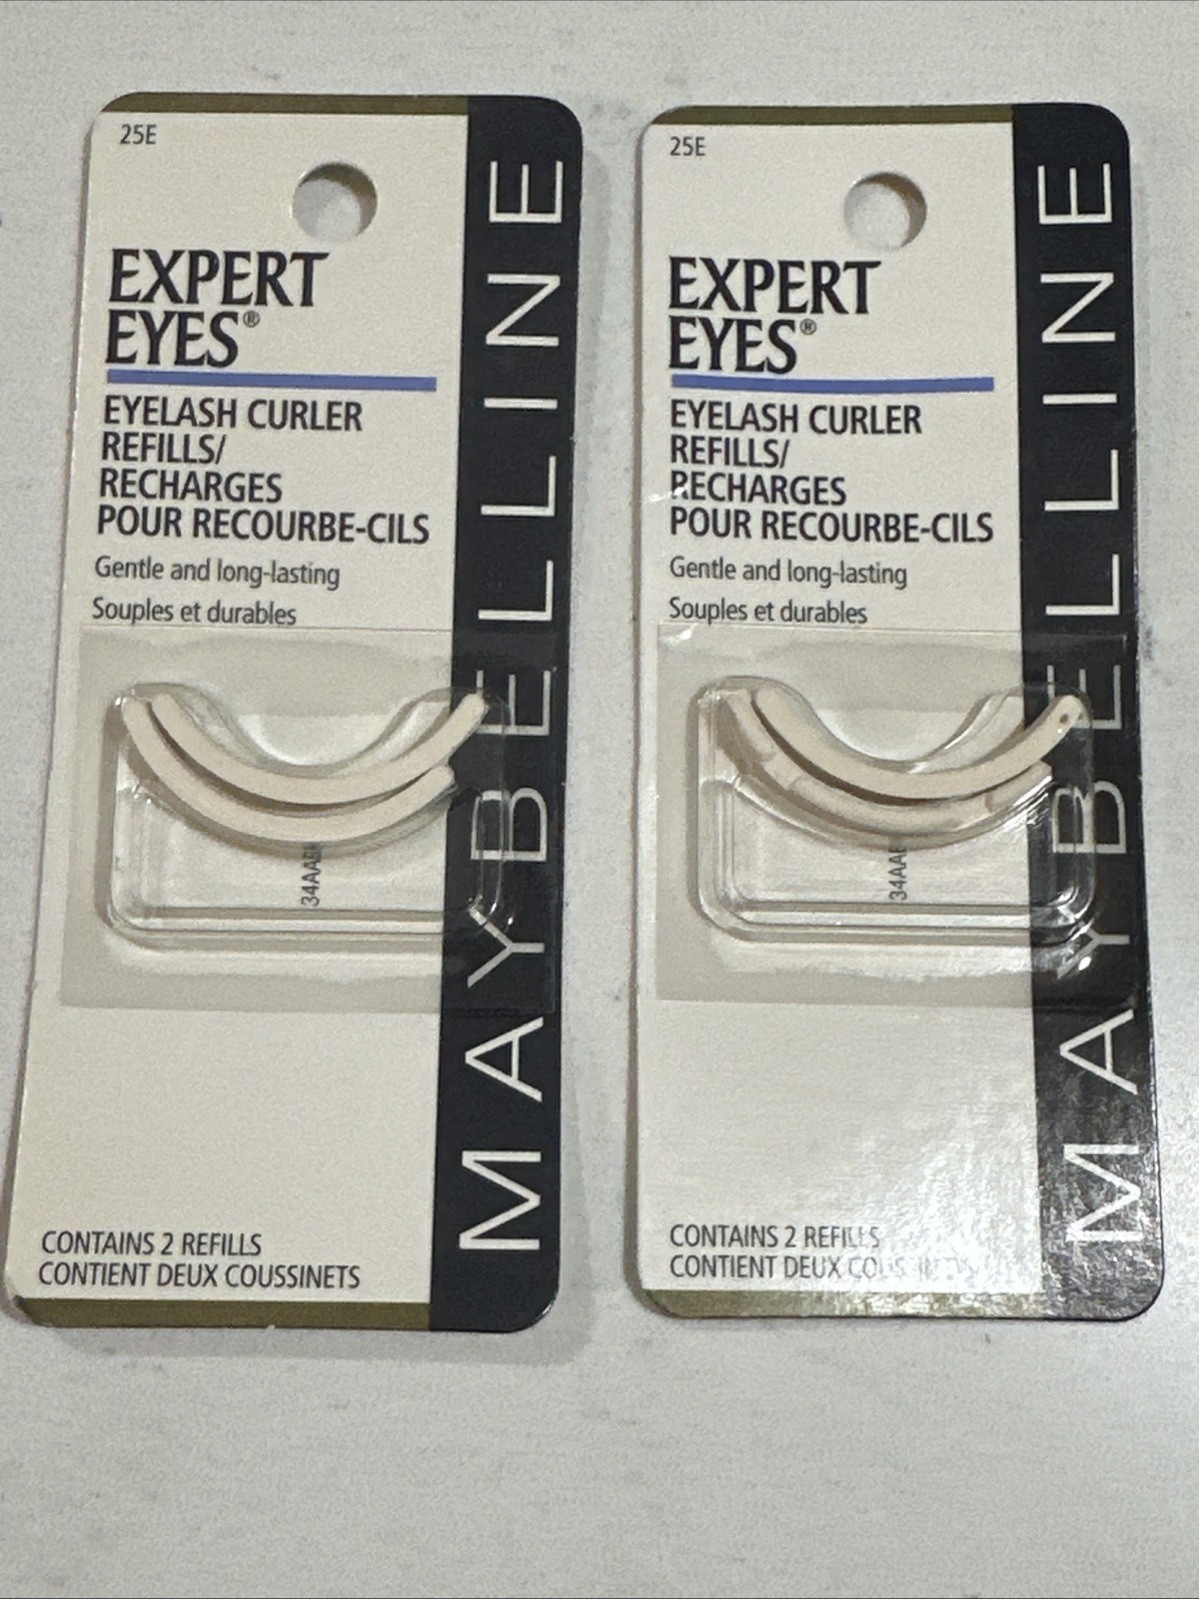 25E
EXPERT
EYES®
EYELASH CURLER
REFILLS/
RECHARGES
POUR RECOURBE-CILS
Gentle and long-lasting
Souples et durables
CONTAINS 2 REFILLS
CONTIENT DEUX COUSSINETS
MAYBELLINE
25E
EXPERT
EYES®
EYELASH CURLER
REFILLS/
RECHARGES
POUR RECOURBE-CILS
Gentle and long-lasting
Souples et durables
CONTAINS 2 REFILLS
CONTIENT DEUX COUSSINETS
MAYBELLINE